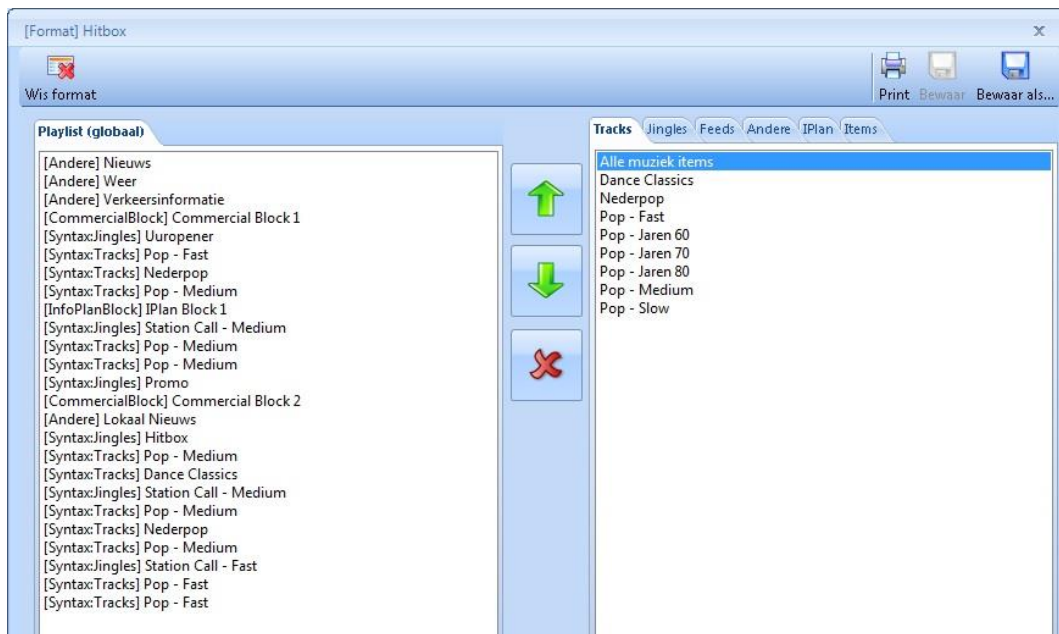 [Format] Hitbox
x
Wis format
Print Bewaar Bewaar als...
Playlist (globaal)
[Andere] Nieuws
[Andere] Weer
[Andere] Verkeersinformatie
[CommercialBlock] Commercial Block 1
[Syntax:Jingles] Uuropener
[Syntax:Tracks] Pop - Fast
[Syntax:Tracks] Nederpop
[Syntax:Tracks] Pop - Medium
[InfoPlanBlock] IPlan Block 1
[Syntax:Jingles] Station Call - Medium
[Syntax:Tracks] Pop - Medium
[Syntax:Tracks] Pop - Medium
[Syntax:Jingles] Promo
[CommercialBlock] Commercial Block 2
[Andere] Lokaal Nieuws
[Syntax:Jingles] Hitbox
[Syntax:Tracks] Pop - Medium
[Syntax:Tracks] Dance Classics
[Syntax:Jingles] Station Call - Medium
[Syntax:Tracks] Pop - Medium
[Syntax:Tracks] Nederpop
[Syntax:Tracks] Pop - Medium
[Syntax:Jingles] Station Call - Fast
[Syntax:Tracks] Pop - Fast
[Syntax:Tracks] Pop - Fast
Tracks Jingles Feeds Andere IPlan Items
Alle muziek items
Dance Classics
Nederpop
Pop - Fast
Pop - Jaren 60
Pop - Jaren 70
Pop - Jaren 80
Pop - Medium
Pop - Slow